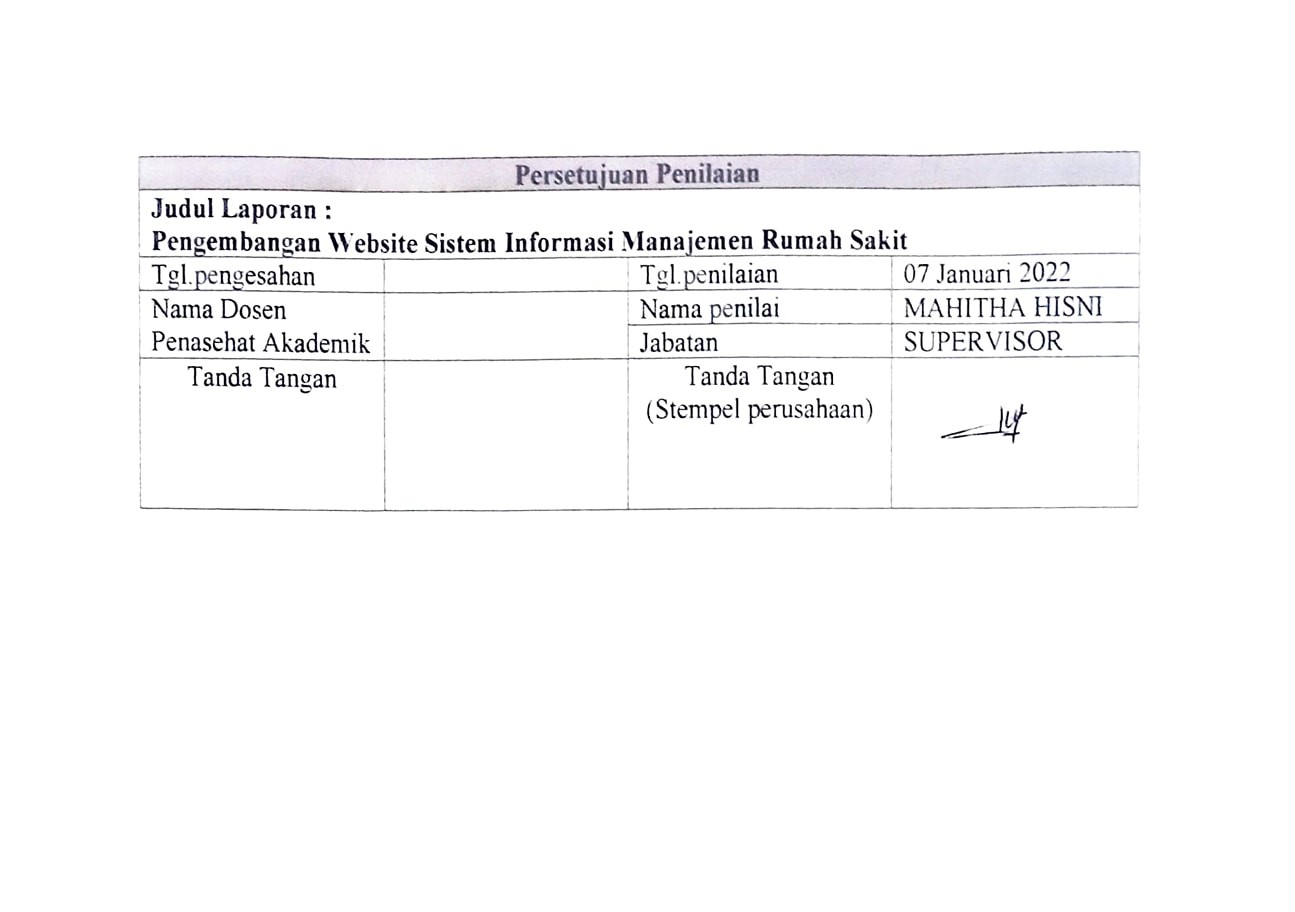 Persetujuan Penilaian
Judul Laporan :
Pengembangan Website Sistem Informasi Manajemen Rumah Sakit
Tgl.pengesahan Tgl.penilaian 07 Januari 2022
Nama Dosen Nama penilai MAHITHA HISNI
Penasehat Akademik Jabatan SUPERVISOR
Tanda Tangan Tanda Tangan
(Stempel perusahaan)